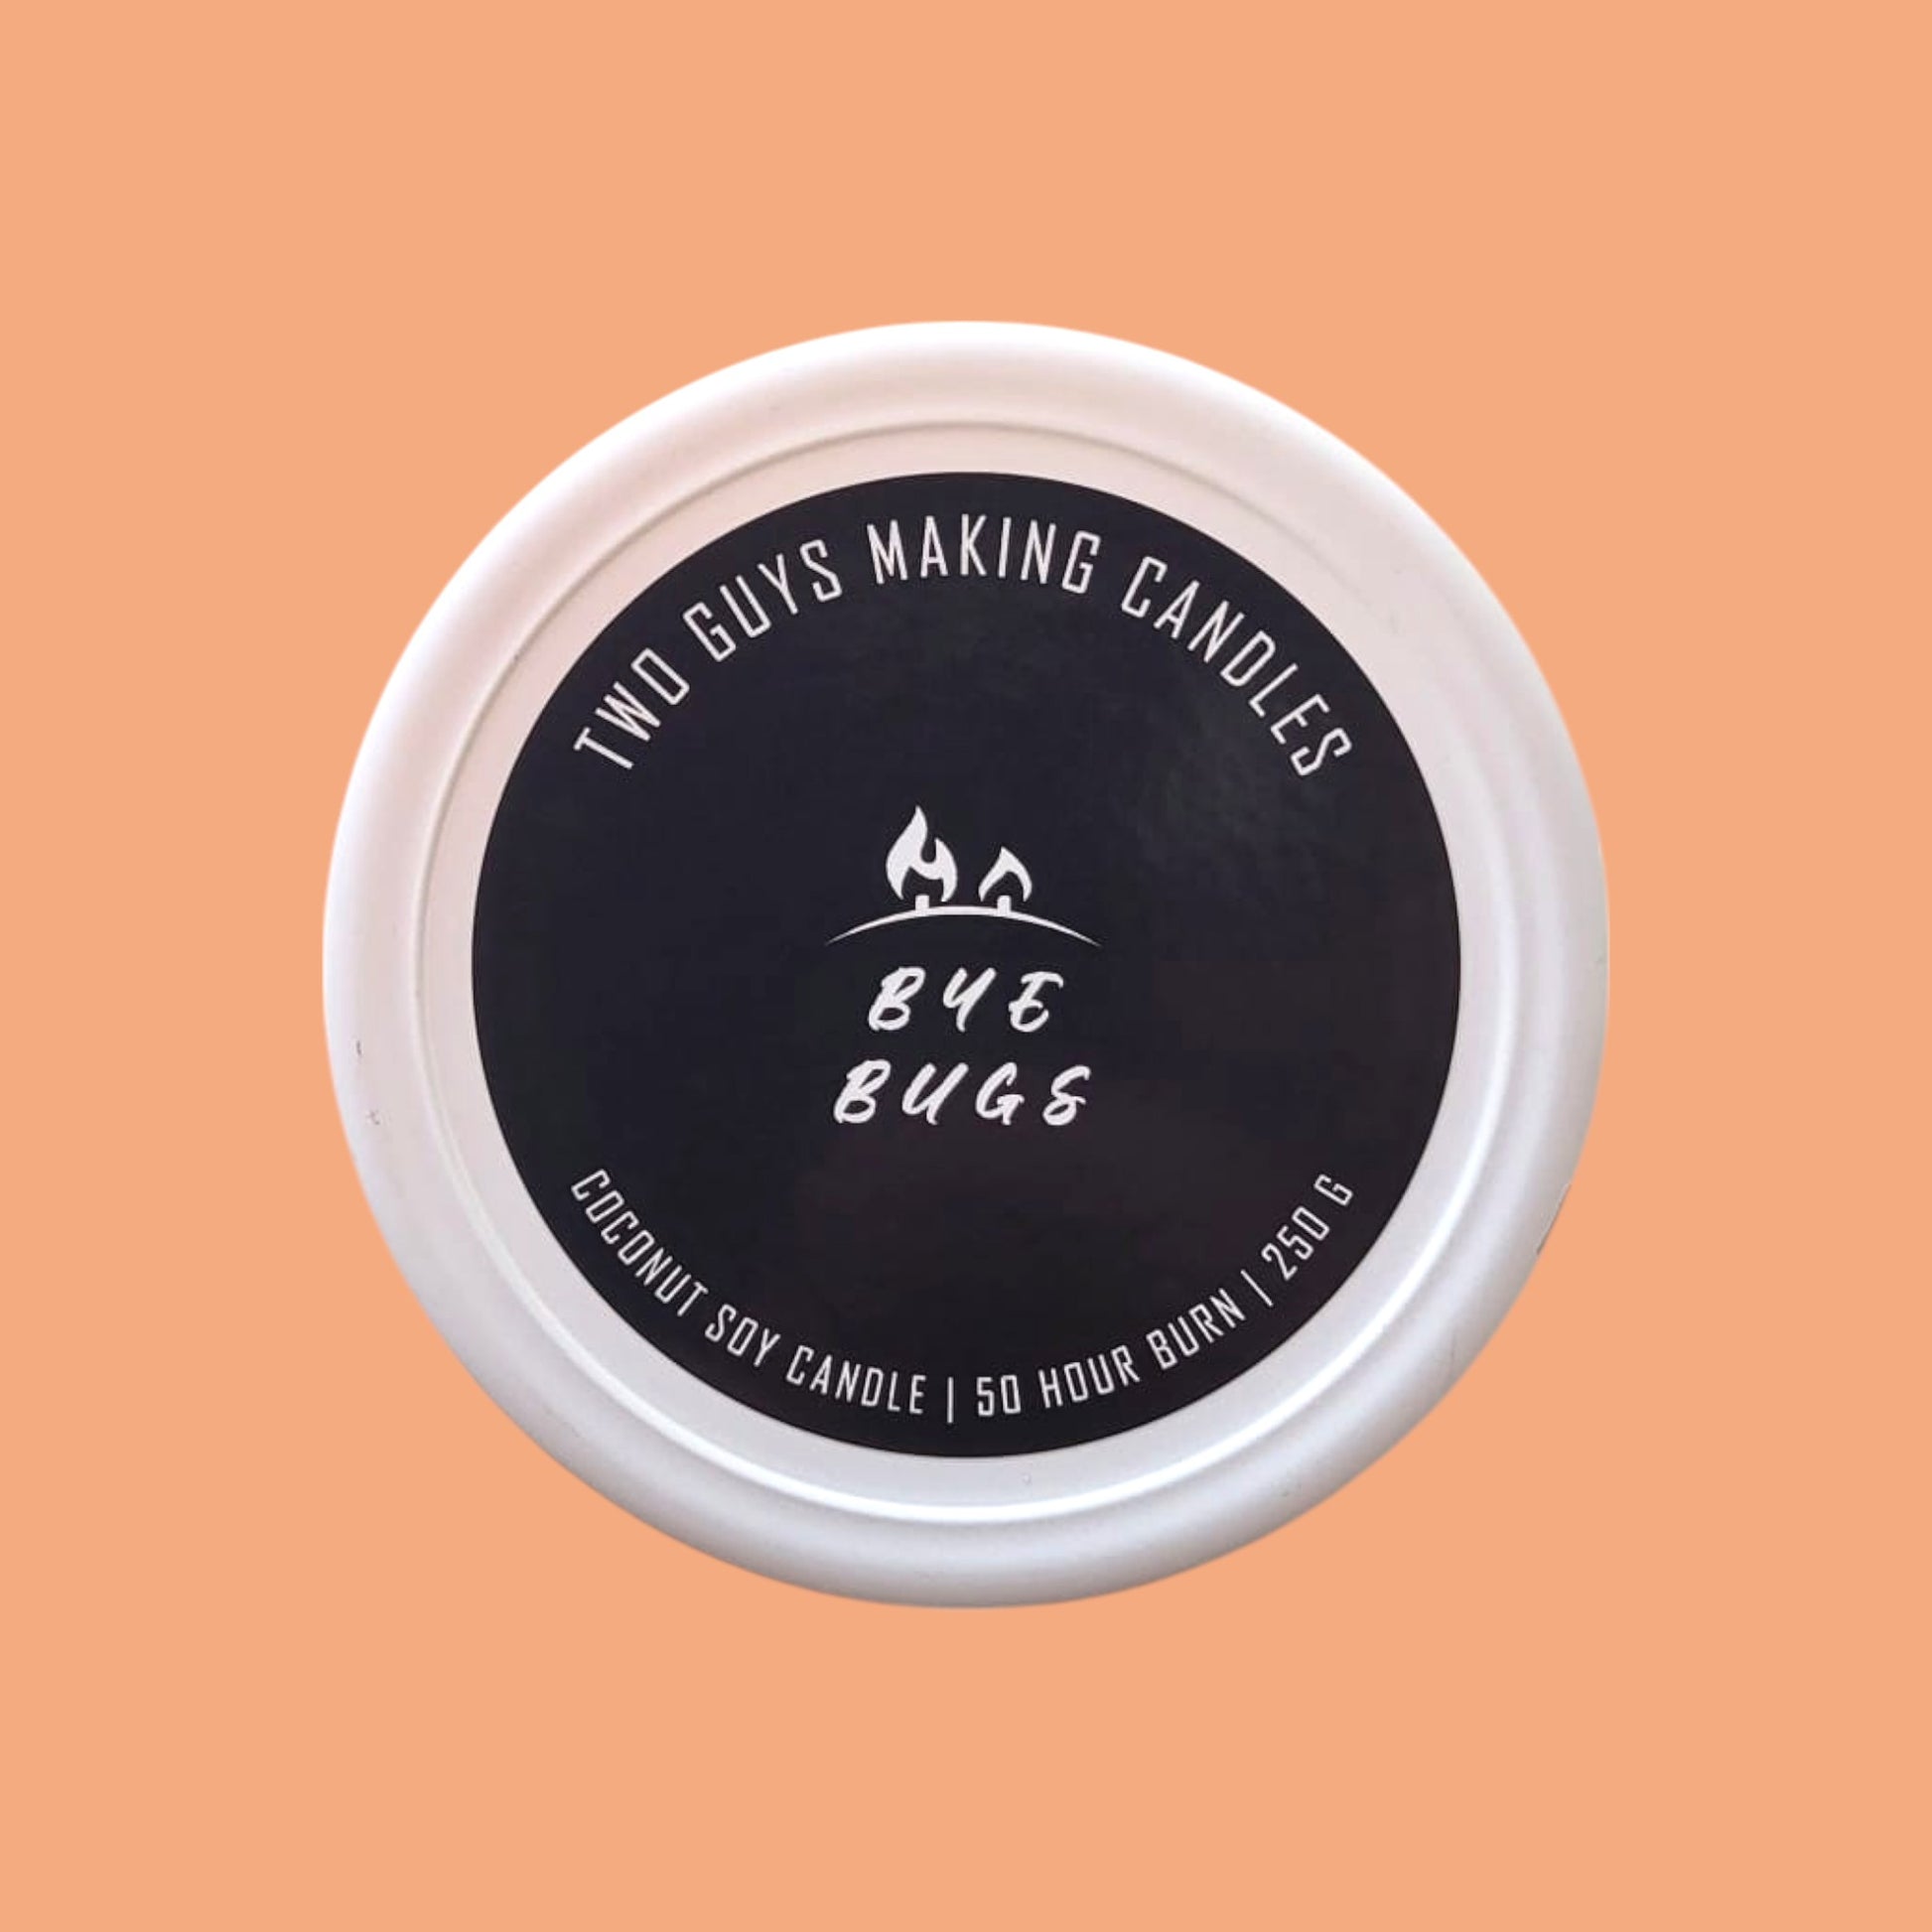 TWO GUYS MAKING CANDLES
BYE
BUGS
COCONUT SOY CANDLE | 50 HOUR BURN | 250 G